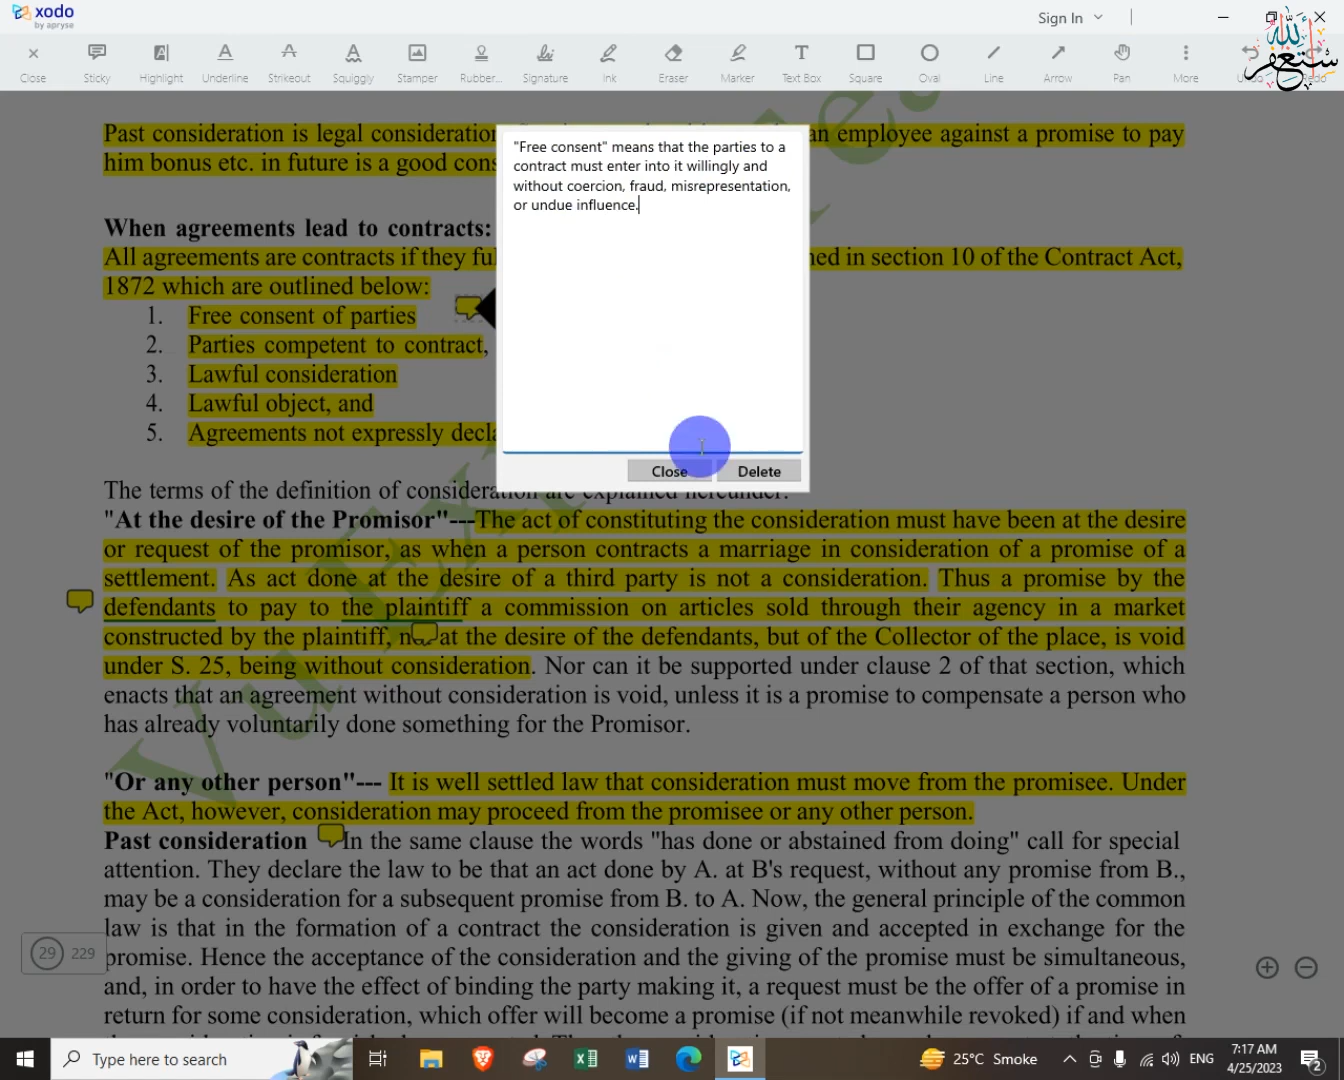 xodo
by apryse
Sign In
Close
Sticky
Highlight
Underline
Strikeout
Squiggly
Stamper
Rubber...
Signature
Ink
Eraser
Marker
Text Box
Square
Oval
Line
Arrow
Pan
More
Past consideration is legal consideration
an employee against a promise to pay
him bonus etc. in future is a good
"Free consent" means that the parties to a
contract must enter into it willingly and
without coercion, fraud, misrepresentation,
or undue influence.
Close
Delete
When agreements lead to contracts:
All agreements are contracts if they
in section 10 of the Contract Act,
1872 which are outlined below:
1. Free consent of parties
2. Parties competent to contract,
3. Lawful consideration
4. Lawful object, and
5. Agreements not expressly
The terms of the definition of consideration are explained hereunder:
"At the desire of the Promisor"---The act of constituting the consideration must have been at the desire
or request of the promisor, as when a person contracts a marriage in consideration of a promise of a
settlement. As act done at the desire of a third party is not a consideration. Thus a promise by the
defendants to pay to the plaintiff a commission on articles sold through their agency in a market
constructed by the plaintiff, at the desire of the defendants, but of the Collector of the place, is void
under S. 25, being without consideration. Nor can it be supported under clause 2 of that section, which
enacts that an agreement without consideration is void, unless it is a promise to compensate a person who
has already voluntarily done something for the Promisor.
"Or any other person"--- It is well settled law that consideration must move from the promisee. Under
the Act, however, consideration may proceed from the promisee or any other person.
Past consideration In the same clause the words "has done or abstained from doing" call for special
attention. They declare the law to be that an act done by A. at B's request, without any promise from B.,
may be a consideration for a subsequent promise from B. to A. Now, the general principle of the common
law is that in the formation of a contract the consideration is given and accepted in exchange for the
promise. Hence the acceptance of the consideration and the giving of the promise must be simultaneous,
and, in order to have the effect of binding the party making it, a request must be the offer of a promise in
return for some consideration, which offer will become a promise (if not meanwhile revoked) if and when
29 229
Type here to search
25°C Smoke
ENG
7:17 AM
4/25/2023
2